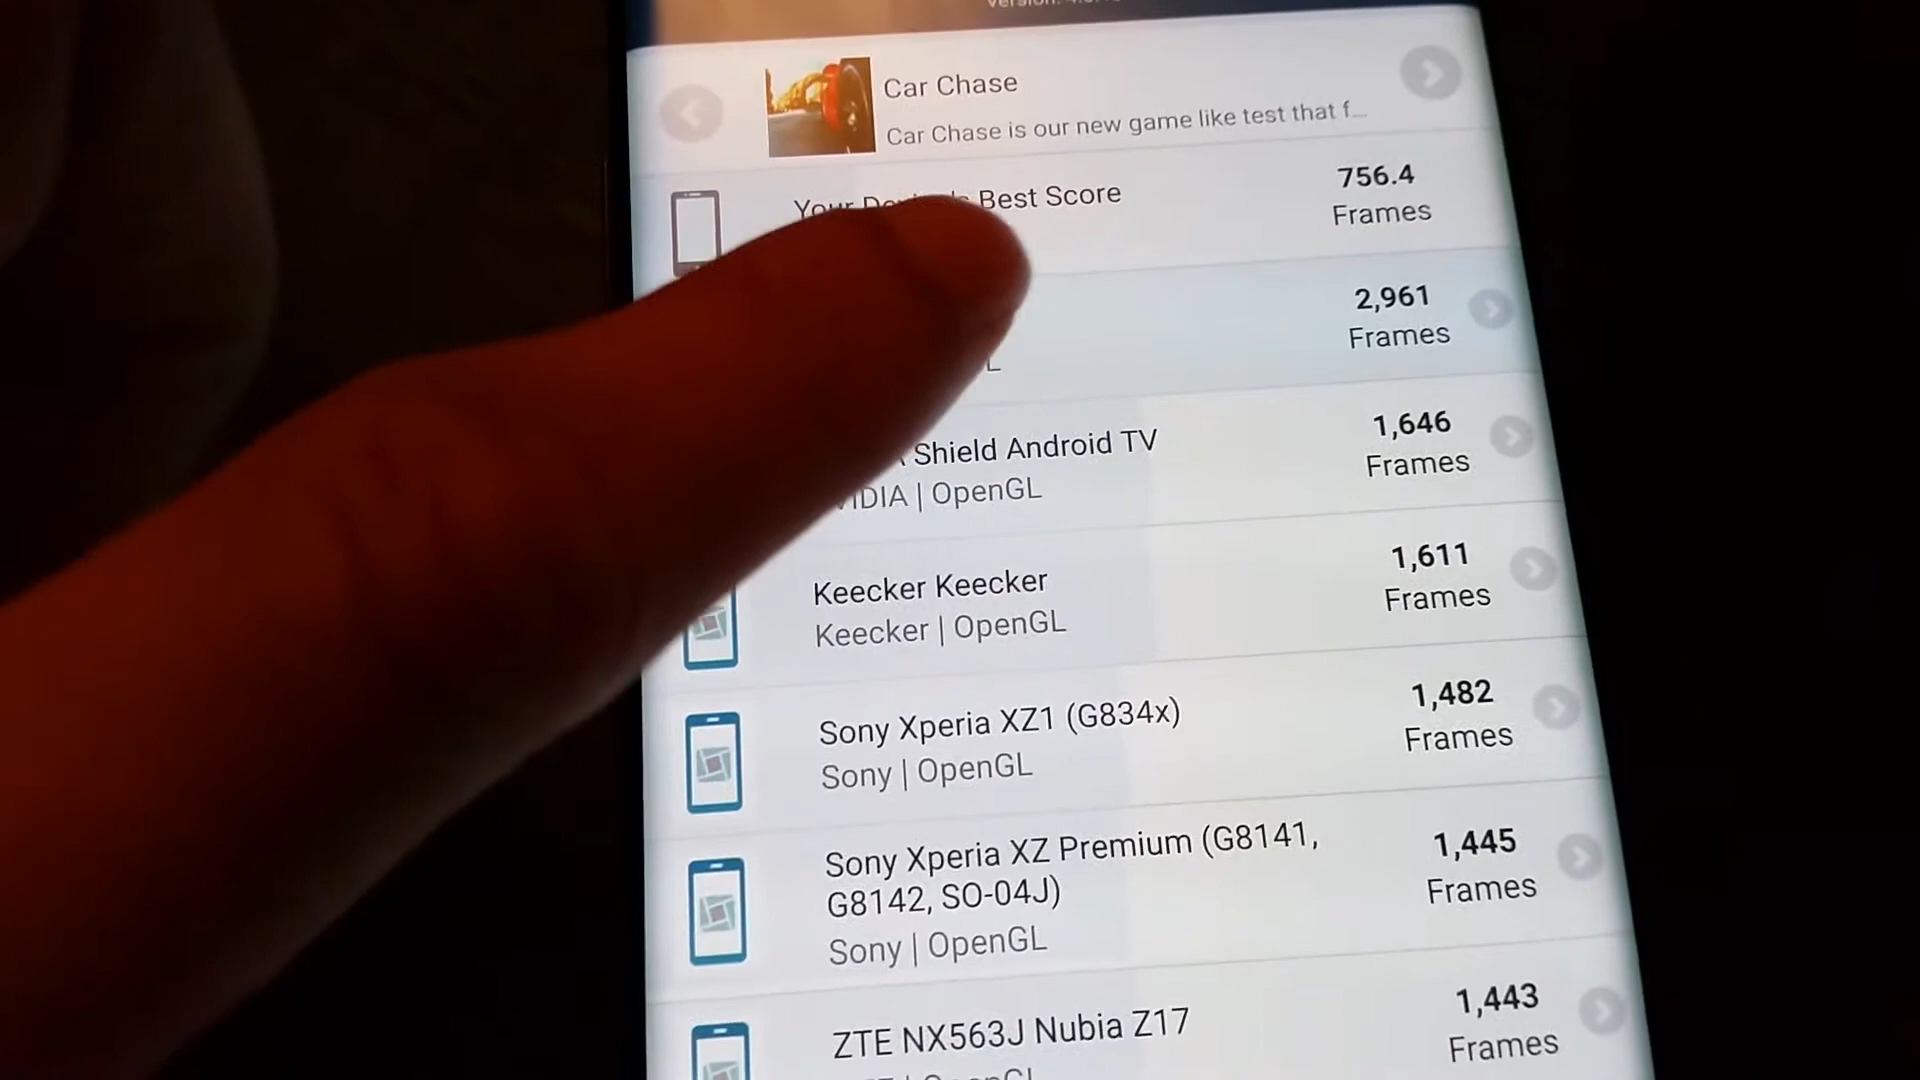 Car Chase
Car Chase is our new game like test that f...
Your Best Score
756.4
Frames
2,961
Frames
Shield Android TV
OpenGL
1,646
Frames
Keecker Keecker
Keecker | OpenGL
1,611
Frames
Sony Xperia XZ1 (G834x)
Sony | OpenGL
1,482
Frames
Sony Xperia XZ Premium (G8141,
G8142, SO-04J)
Sony | OpenGL
1,445
Frames
ZTE NX563J Nubia Z17
1,443
Frames